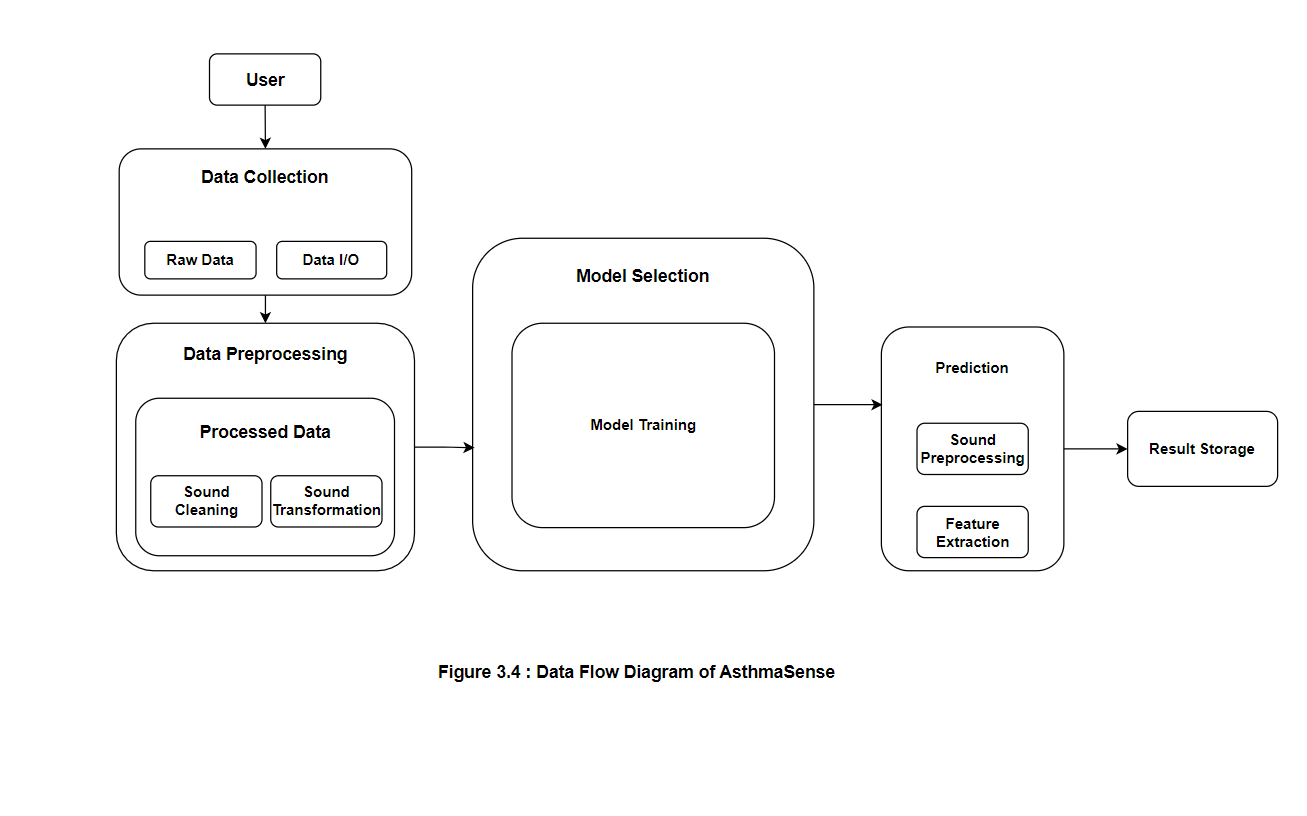 User
Data Collection
Raw Data
Data I/O
Data Preprocessing
Processed Data
Sound
Cleaning
Sound
Transformation
Model Selection
Model Training
Prediction
Sound
Preprocessing
Feature
Extraction
Result Storage
Figure 3.4 : Data Flow Diagram of AsthmaSense